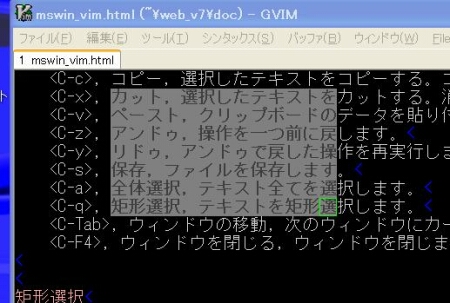 mswin_vim.html (~¥web_v7¥doc) - GVIM
ファイル(F) 編集(E) ツール(T) シンタックス(S) バッファ(B) ウィンドウ(W) File
1 mswin_vim.html
<C-c>, コピー, 選択したテキストをコピーする。コ
<C-x>, カット, 選択したテキストをカットする。消
<C-v>, ペースト, クリップボードのデータを貼り付
<C-z>, アンドゥ, 操作を一つ前に戻します。<
<C-y>, リドゥ, アンドゥで戻した操作を再実行しま
<C-s>, 保存, ファイルを保存します。<
<C-a>, 全体選択, テキスト全てを選択します。<
<C-q>, 矩形選択, テキストを矩形選択します。<
<C-Tab>, ウィンドウの移動, 次のウィンドウにカー
<C-F4>, ウィンドウを閉じる, ウィンドウを閉じま
<
<
矩形選択<